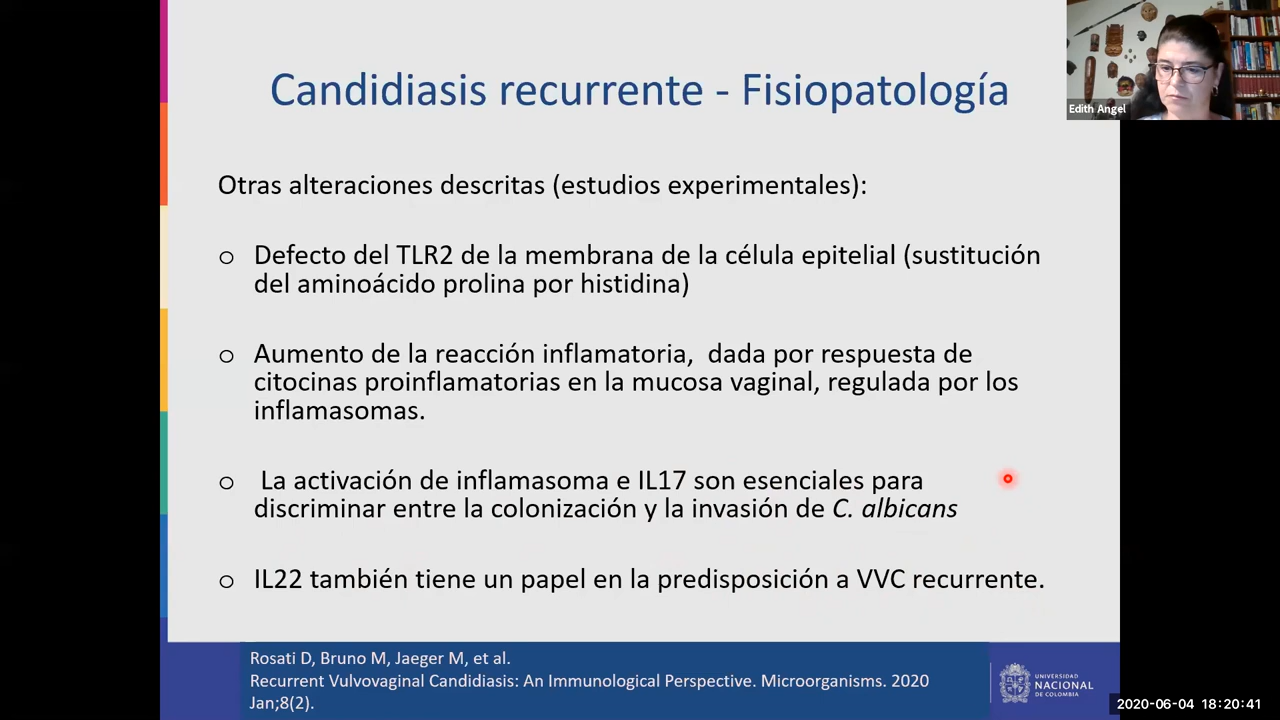 Candidiasis recurrente - Fisiopatología
Edith Angel
Otras alteraciones descritas (estudios experimentales):
o Defecto del TLR2 de la membrana de la célula epitelial (sustitución
del aminoácido prolina por histidina)
o Aumento de la reacción inflamatoria, dada por respuesta de
citocinas proinflamatorias en la mucosa vaginal, regulada por los
inflamasomas.
o La activación de inflamasoma e IL17 son esenciales para
discriminar entre la colonización y la invasión de C. albicans
o IL22 también tiene un papel en la predisposición a VVC recurrente.
Rosati D, Bruno M, Jaeger M, et al.
Recurrent Vulvovaginal Candidiasis: An Immunological Perspective. Microorganisms. 2020
Jan;8(2).
UNIVERSIDAD
NACIONAL
DE COLOMBIA
2020-06-04 18:20:41